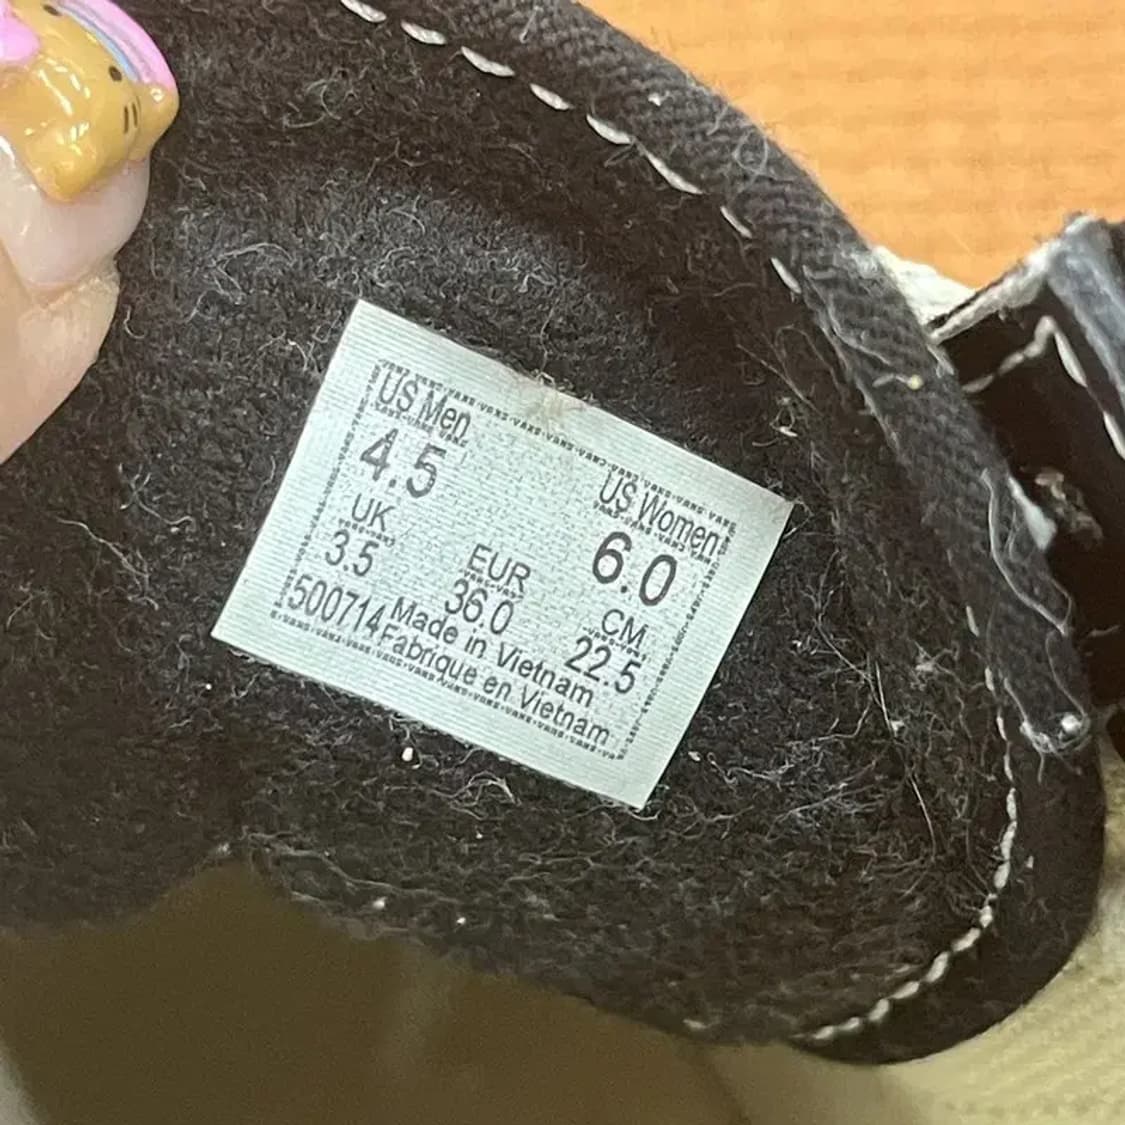 US Men
4.5
US Women
6.0
UK
3.5
EUR
36.0
CM
22.5
500714
Made in Vietnam
Fabrique en Vietnam